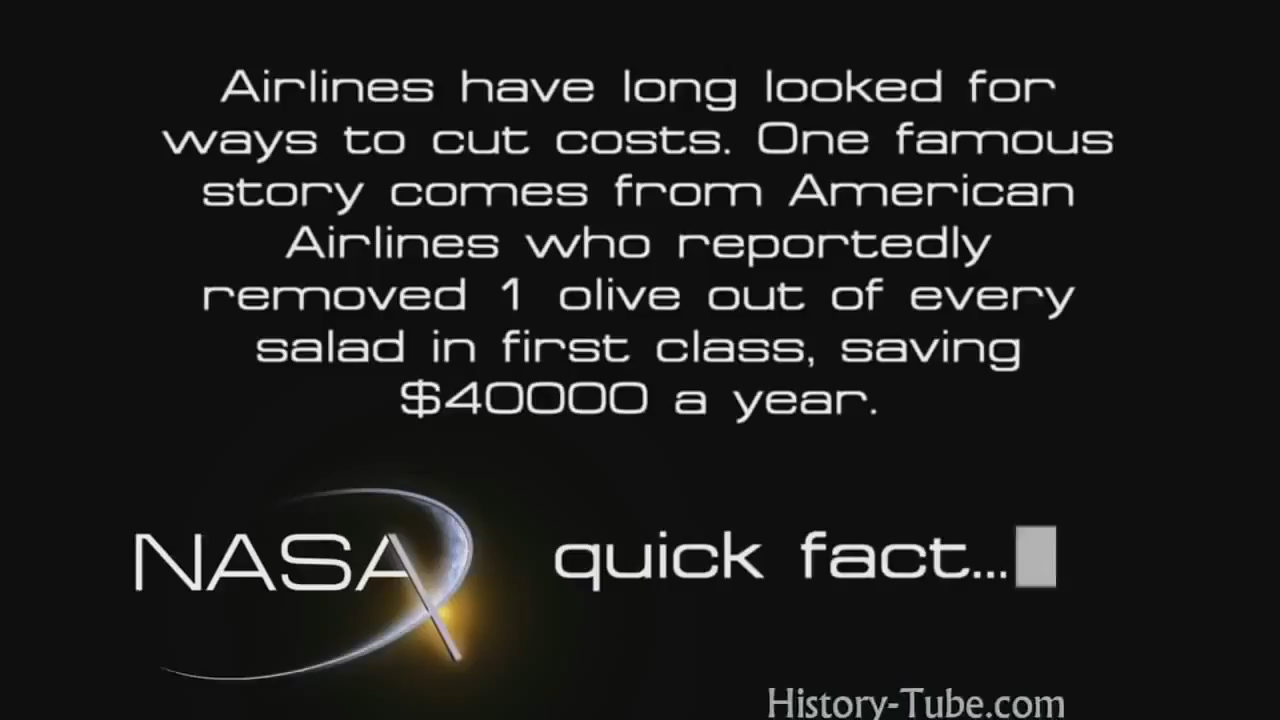 Airlines have long looked for
ways to cut costs. One famous
story comes from American
Airlines who reportedly
removed 1 olive out of every
salad in first class, saving
$40000 a year.
NASA quick fact...
History-Tube.com